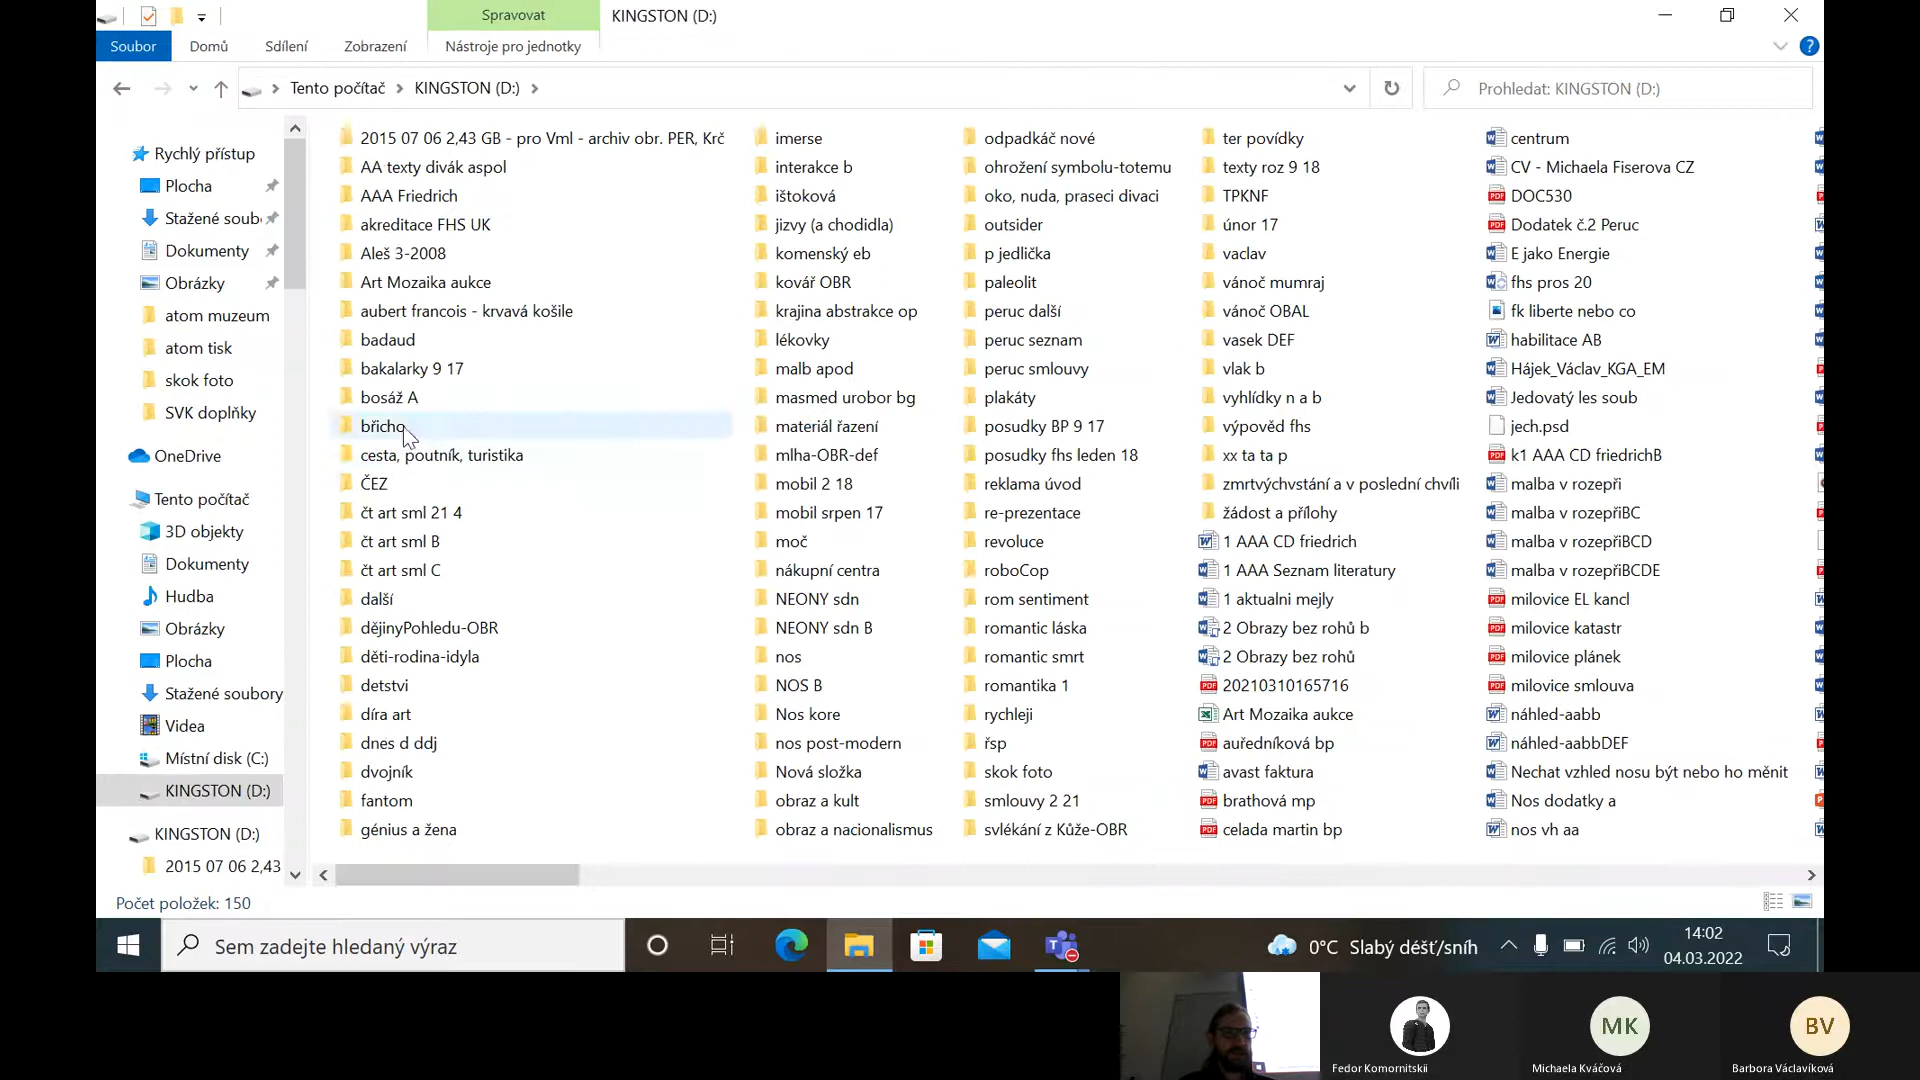 Spravovat
KINGSTON (D:)
Soubor
Domů
Sdílení
Zobrazení
Nástroje pro jednotky
Tento počítač > KINGSTON (D:) >
Prohledat: KINGSTON (D:)
Rychlý přístup
Plocha
Stažené soub
Dokumenty
Obrázky
atom muzeum
atom tisk
skok foto
SVK doplňky
OneDrive
Tento počítač
3D objekty
Dokumenty
Hudba
Obrázky
Plocha
Stažené soubory
Videa
Místní disk (C:)
KINGSTON (D:)
KINGSTON (D:)
2015 07 06 2,43
2015 07 06 2,43 GB - pro Vml - archiv obr. PER, Krč
AA texty divák aspol
AAA Friedrich
akreditace FHS UK
Aleš 3-2008
Art Mozaika aukce
aubert francois - krvavá košile
badaud
bakalarky 9 17
bosáž A
břicho
cesta, poutník, turistika
ČEZ
čt art sml 21 4
čt art sml B
čt art sml C
další
dějinyPohledu-OBR
děti-rodina-idyla
detstvi
díra art
dnes d ddj
dvojník
fantom
génius a žena
imerse
interakce b
ištoková
jizvy (a chodidla)
komenský eb
kovář OBR
krajina abstrakce op
lékovky
malb apod
masmed urobor bg
materiál řazení
mlha-OBR-def
mobil 2 18
mobil srpen 17
moč
nákupní centra
NEONY sdn
NEONY sdn B
nos
NOS B
Nos kore
nos post-modern
Nová složka
obraz a kult
obraz a nacionalismus
odpadkáč nové
ohrožení symbolu-totemu
oko, nuda, praseci divaci
outsider
p jedlička
paleolit
peruc další
peruc seznam
peruc smlouvy
plakáty
posudky BP 9 17
posudky fhs leden 18
reklama úvod
re-prezentace
revoluce
roboCop
rom sentiment
romantic láska
romantic smrt
romantika 1
rychleji
řsp
skok foto
smlouvy 2 21
svlékání z Kůže-OBR
ter povídky
texty roz 9 18
TPKNF
únor 17
vaclav
vánoč mumraj
vánoč OBAL
vasek DEF
vlak b
vyhlídky n a b
výpověd fhs
xx ta ta p
zmrtvýchvstání a v poslední chvíli
žádost a přílohy
1 AAA CD friedrich
1 AAA Seznam literatury
1 aktualni mejly
2 Obrazy bez rohů b
2 Obrazy bez rohů
20210310165716
Art Mozaika aukce
auředníková bp
avast faktura
brathová mp
celada martin bp
centrum
CV - Michaela Fiserova CZ
DOC530
Dodatek č.2 Peruc
E jako Energie
fhs pros 20
fk liberte nebo co
habilitace AB
Hájek_Václav_KGA_EM
Jedovatý les soub
jech.psd
k1 AAA CD friedrichB
malba v rozepři
malba v rozepřiBC
malba v rozepřiBCD
malba v rozepřiBCDE
milovice EL kancl
milovice katastr
milovice plánek
milovice smlouva
náhled-aabb
náhled-aabbDEF
Nechat vzhled nosu být nebo ho měnit
Nos dodatky a
nos vh aa
Počet položek: 150
Sem zadejte hledaný výraz
0°C Slabý déšť/sníh
14:02
04.03.2022
MK
BV
Fedor Komornitskii
Michaela Kváčová
Barbora Václavíková